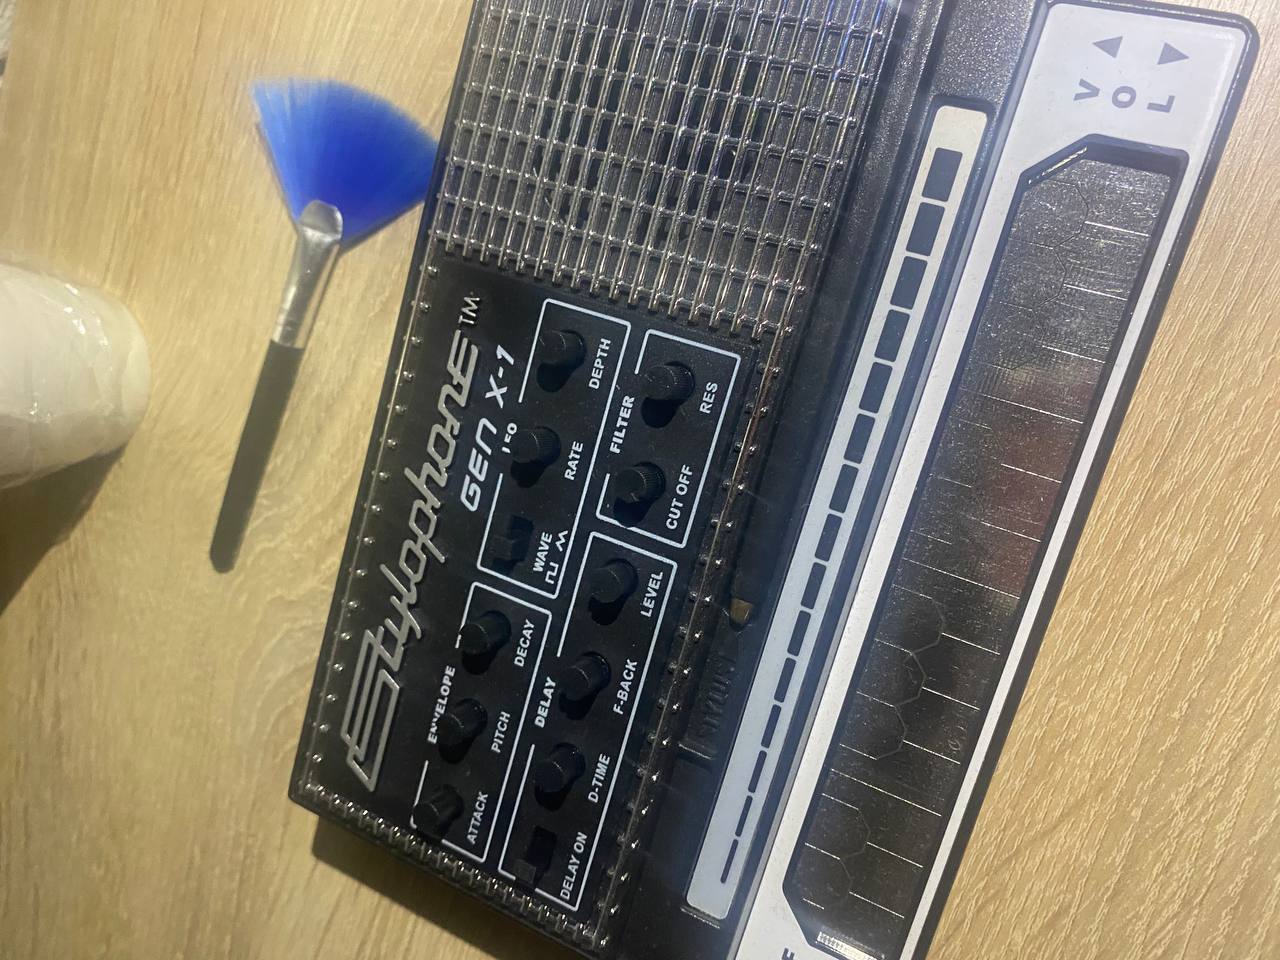 Stylophone™
GEN X-1
LFO
WAVE
RATE
DEPTH
ENVELOPE
ATTACK
PITCH
DECAY
FILTER
CUT OFF
RES
DELAY
DELAY ON
D-TIME
F-BACK
LEVEL
VOL